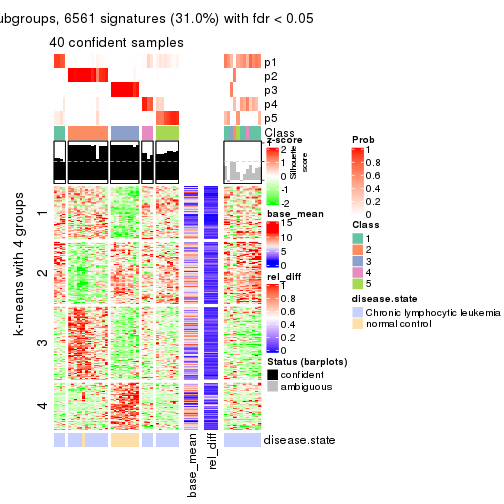 ubgroups, 6561 signatures (31.0%) with fdr < 0.05
40 confident samples
p1
p2
p3
p4
p5
Class
z-score
2
1
0
-1
-2
Silhouette
score
base_mean
15
10
5
0
rel_diff
1
0.8
0.6
0.4
0.2
0
Status (barplots)
confident
ambiguous
Prob
1
0.8
0.6
0.4
0.2
0
Class
1
2
3
4
5
disease.state
Chronic lymphocytic leukemia
normal control
k-means with 4 groups
1
2
3
4
disease.state
base_mean
rel_diff